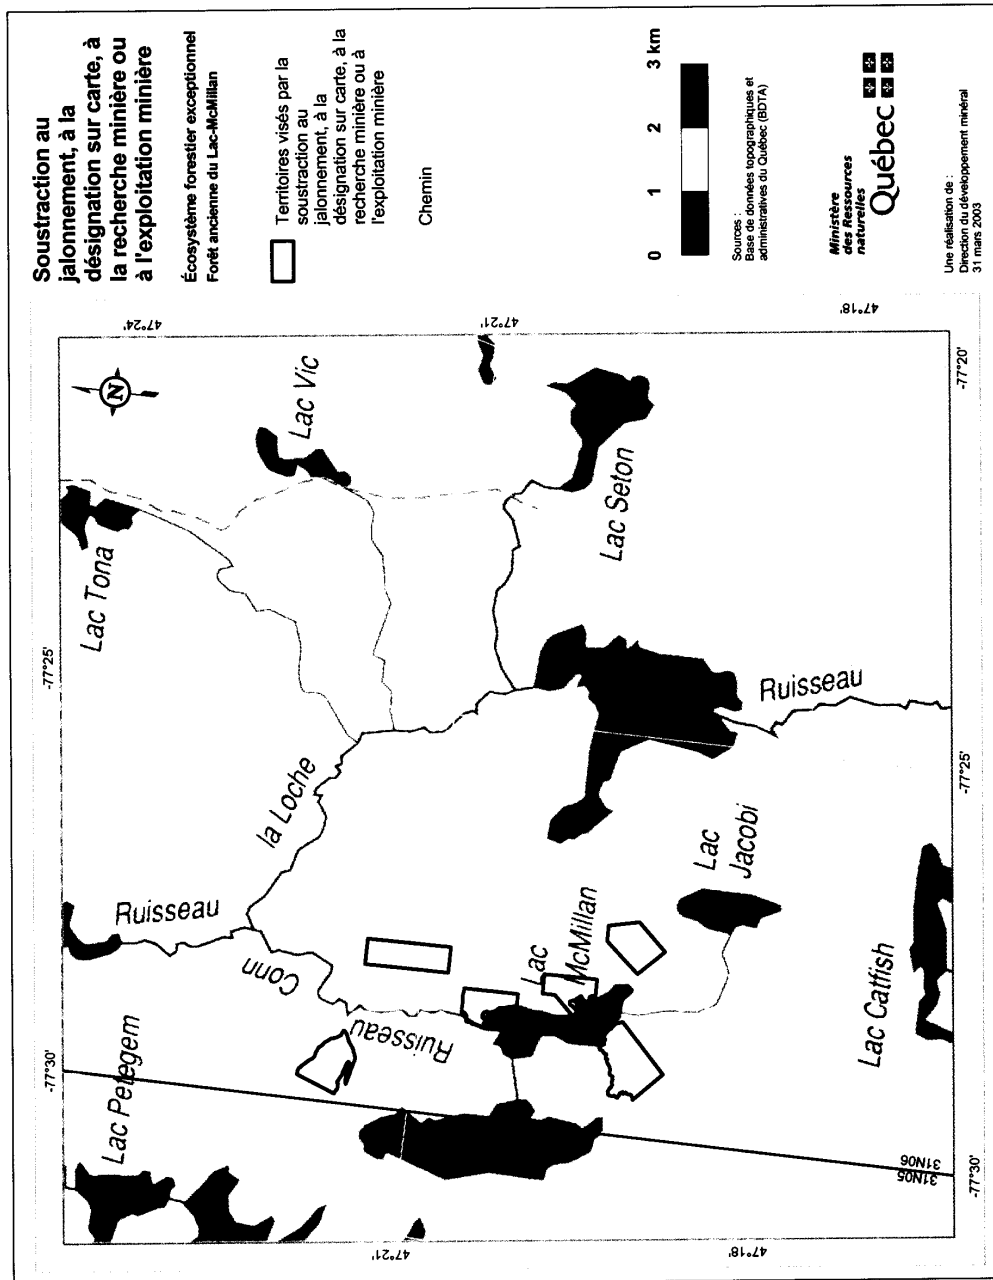 Soustraction au
jalonnement, à la
désignation sur carte, à
la recherche minière ou
à l'exploitation minière
Écosystème forestier exceptionnel
Forêt ancienne du Lac-McMillan
Territoires visés par la
soustraction au
jalonnement, à la
désignation sur carte, à la
recherche minière ou à
l'exploitation minière
Chemin
0 1 2 3 km
Sources :
Base de données topographiques et
administratives du Québec (BDTA)
Ministère
des Ressources
naturelles
Québec
Une réalisation de :
Direction du développement minéral
31 mars 2003
-77°30'
-77°25'
47°24'
47°21'
47°18'
-77°20'
-77°25'
-77°30'
47°21'
47°18'
N
Lac Petegem
Ruisseau
la Loche
Lac Tona
Lac Vic
Conn
Ruisseau
Lac
McMillan
Lac
Jacobi
Lac Seton
Ruisseau
Lac Catfish
31N06
31N05